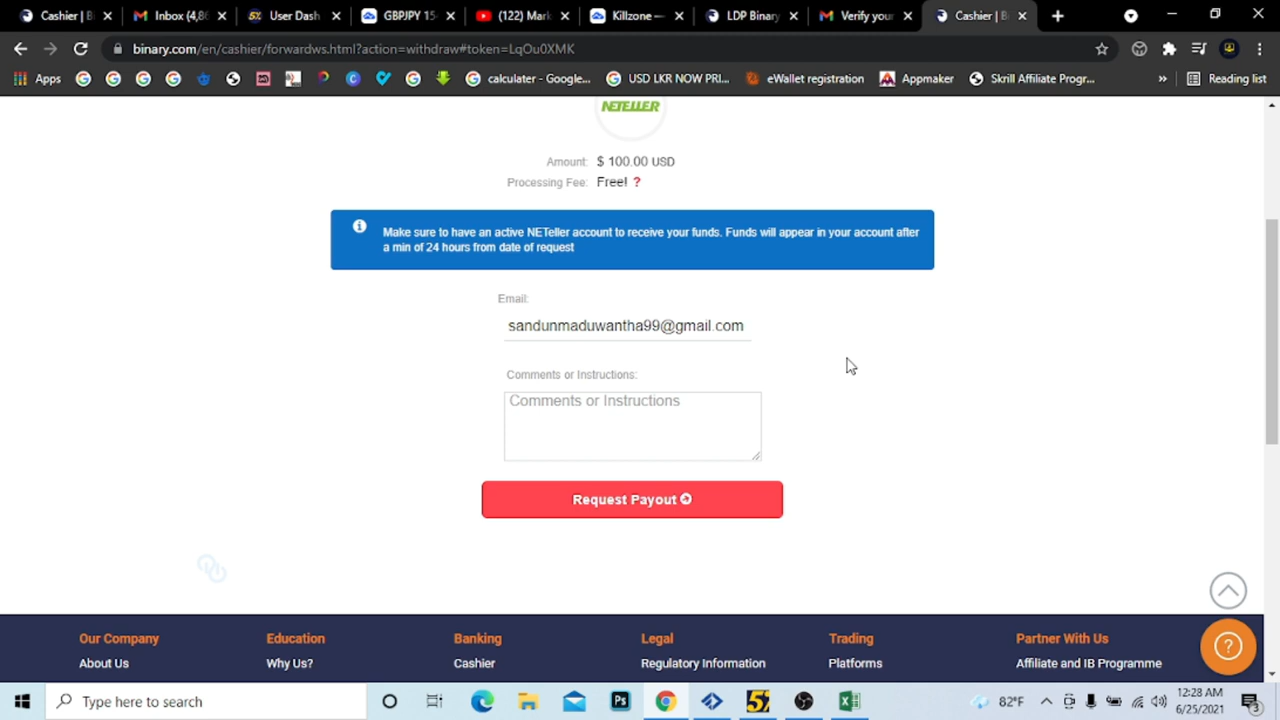 Cashier | B
Inbox (4,86
User Dash
GBPJPY 15
(122) Mark
Killzone —
LDP Binary
Verify your
Cashier | B
binary.com/en/cashier/forwardws.html?action=withdraw#token=LqOu0XMK
Apps
calculater - Google...
USD LKR NOW PRI...
eWallet registration
Appmaker
Skrill Affiliate Progr...
»
Reading list
NETELLER
Amount: $ 100.00 USD
Processing Fee: Free! ?
Make sure to have an active NETeller account to receive your funds. Funds will appear in your account after
a min of 24 hours from date of request
Email:
sandunmaduwantha99@gmail.com
Comments or Instructions:
Comments or Instructions
Request Payout
Our Company
Education
Banking
Legal
Trading
Partner With Us
About Us
Why Us?
Cashier
Regulatory Information
Platforms
Affiliate and IB Programme
?
Type here to search
Ps
5
82°F
12:28 AM
6/25/2021
3